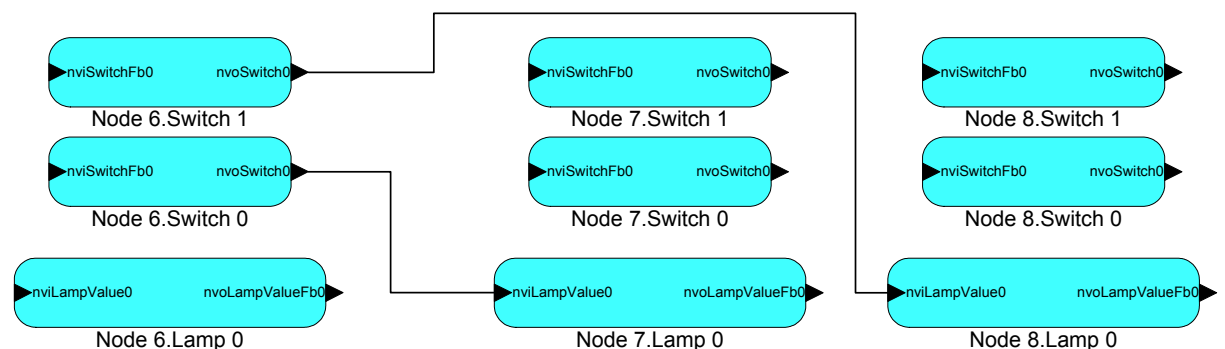 nviSwitchFb0 nvoSwitch0 nviSwitchFb0 nvoSwitch0 nviSwitchFb0 nvoSwitch0
Node 6.Switch 1 Node 7.Switch 1 Node 8.Switch 1
nviSwitchFb0 nvoSwitch0 nviSwitchFb0 nvoSwitch0 nviSwitchFb0 nvoSwitch0
Node 6.Switch 0 Node 7.Switch 0 Node 8.Switch 0
nviLampValue0 nvoLampValueFb0 nviLampValue0 nvoLampValueFb0 nviLampValue0 nvoLampValueFb0
Node 6.Lamp 0 Node 7.Lamp 0 Node 8.Lamp 0